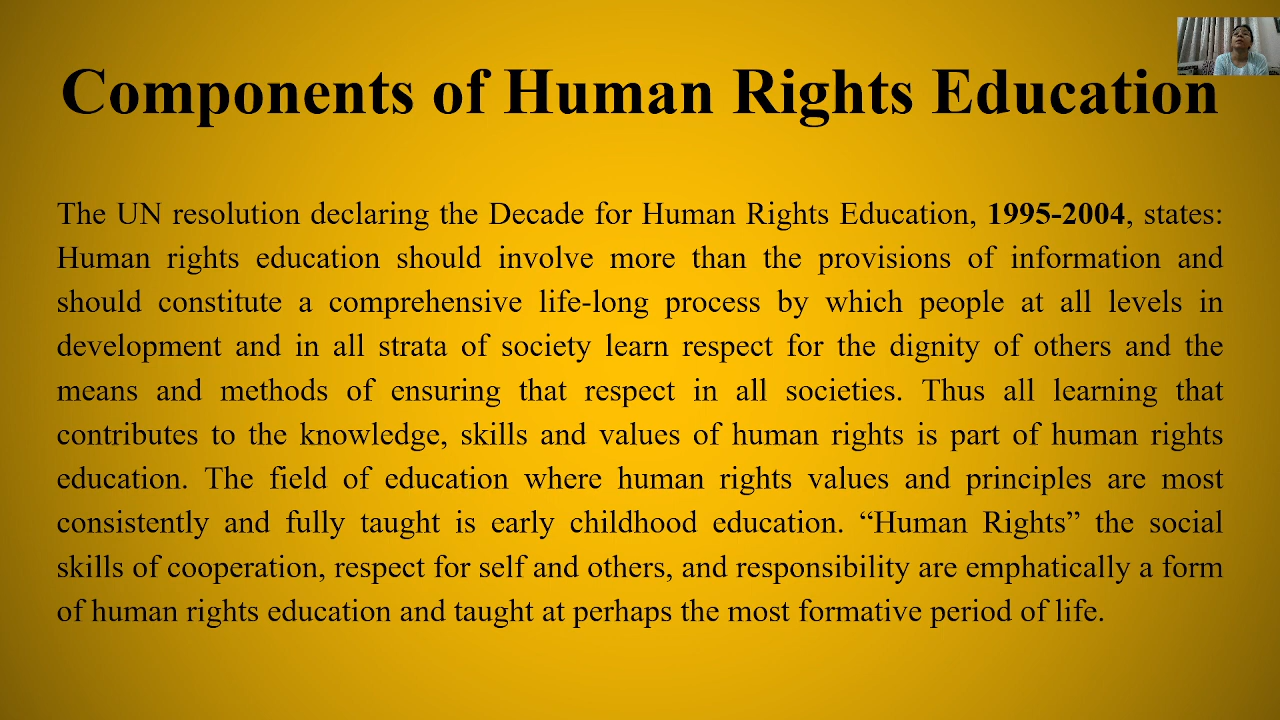 Components of Human Rights Education
The UN resolution declaring the Decade for Human Rights Education, 1995-2004, states:
Human rights education should involve more than the provisions of information and
should constitute a comprehensive life-long process by which people at all levels in
development and in all strata of society learn respect for the dignity of others and the
means and methods of ensuring that respect in all societies. Thus all learning that
contributes to the knowledge, skills and values of human rights is part of human rights
education. The field of education where human rights values and principles are most
consistently and fully taught is early childhood education. “Human Rights” the social
skills of cooperation, respect for self and others, and responsibility are emphatically a form
of human rights education and taught at perhaps the most formative period of life.